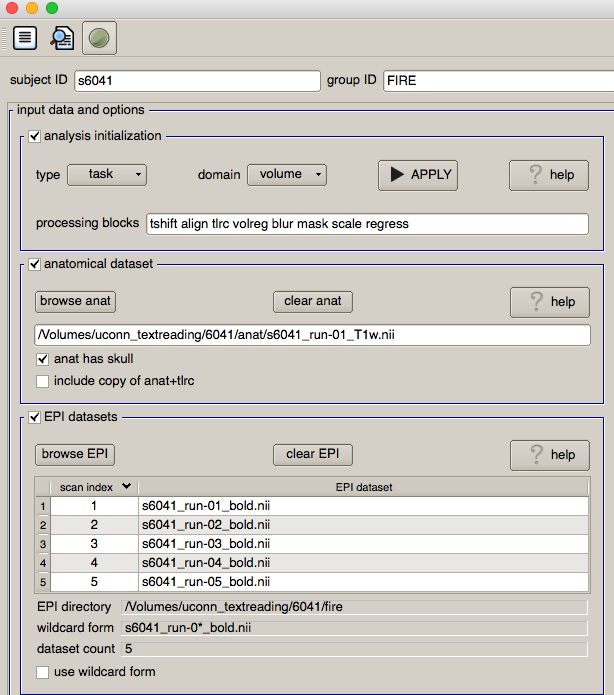 subject ID s6041 group ID FIRE
input data and options
analysis initialization
type task domain volume APPLY ? help
processing blocks tshift align tlrc volreg blur mask scale regress
anatomical dataset
browse anat clear anat ? help
/Volumes/uconn_textreading/6041/anat/s6041_run-01_T1w.nii
anat has skull
include copy of anat+tlrc
EPI datasets
browse EPI clear EPI ? help
scan index EPI dataset
1 1 s6041_run-01_bold.nii
2 2 s6041_run-02_bold.nii
3 3 s6041_run-03_bold.nii
4 4 s6041_run-04_bold.nii
5 5 s6041_run-05_bold.nii
EPI directory /Volumes/uconn_textreading/6041/fire
wildcard form s6041_run-0*_bold.nii
dataset count 5
use wildcard form